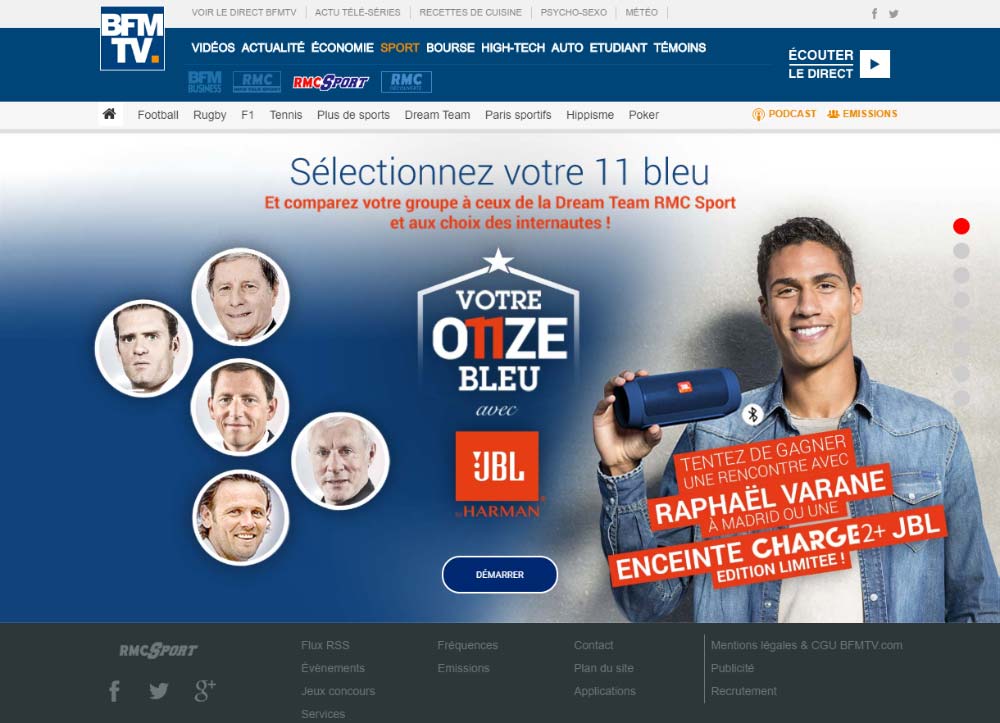 VOIR LE DIRECT BFMTV
ACTU TÉLÉ-SÉRIES
RECETTES DE CUISINE
PSYCHO-SEXO
MÉTÉO
BFM
TV.
VIDÉOS ACTUALITÉ ÉCONOMIE SPORT BOURSE HIGH-TECH AUTO ETUDIANT TÉMOINS
ÉCOUTER
LE DIRECT
BFM
BUSINESS
RMC
RMC SPORT
RMC
DÉCOUVERTE
Football Rugby F1 Tennis Plus de sports Dream Team Paris sportifs Hippisme Poker
PODCAST
EMISSIONS
Sélectionnez votre 11 bleu
Et comparez votre groupe à ceux de la Dream Team RMC Sport
et aux choix des internautes !
VOTRE
O11ZE
BLEU
avec
JBL
by HARMAN
DÉMARRER
JBL
TENTEZ DE GAGNER
UNE RENCONTRE AVEC
RAPHAËL VARANE
À MADRID OU UNE
ENCEINTE CHARGE2+ JBL
EDITION LIMITEE !
RMC SPORT
Flux RSS
Évènements
Jeux concours
Services
Fréquences
Emissions
Contact
Plan du site
Applications
Mentions légales & CGU BFMTV.com
Publicité
Recrutement